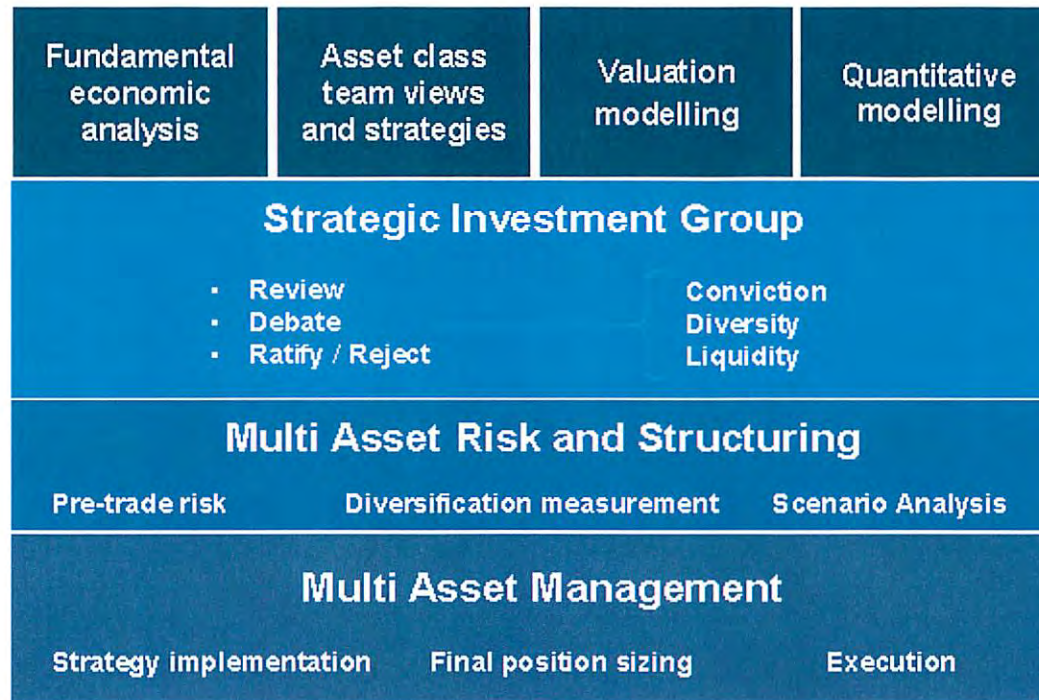 Fundamental
economic
analysis
Asset class
team views
and strategies
Valuation
modelling
Quantitative
modelling
Strategic Investment Group
▪ Review
▪ Debate
▪ Ratify / Reject
Conviction
Diversity
Liquidity
Multi Asset Risk and Structuring
Pre-trade risk Diversification measurement Scenario Analysis
Multi Asset Management
Strategy implementation Final position sizing Execution